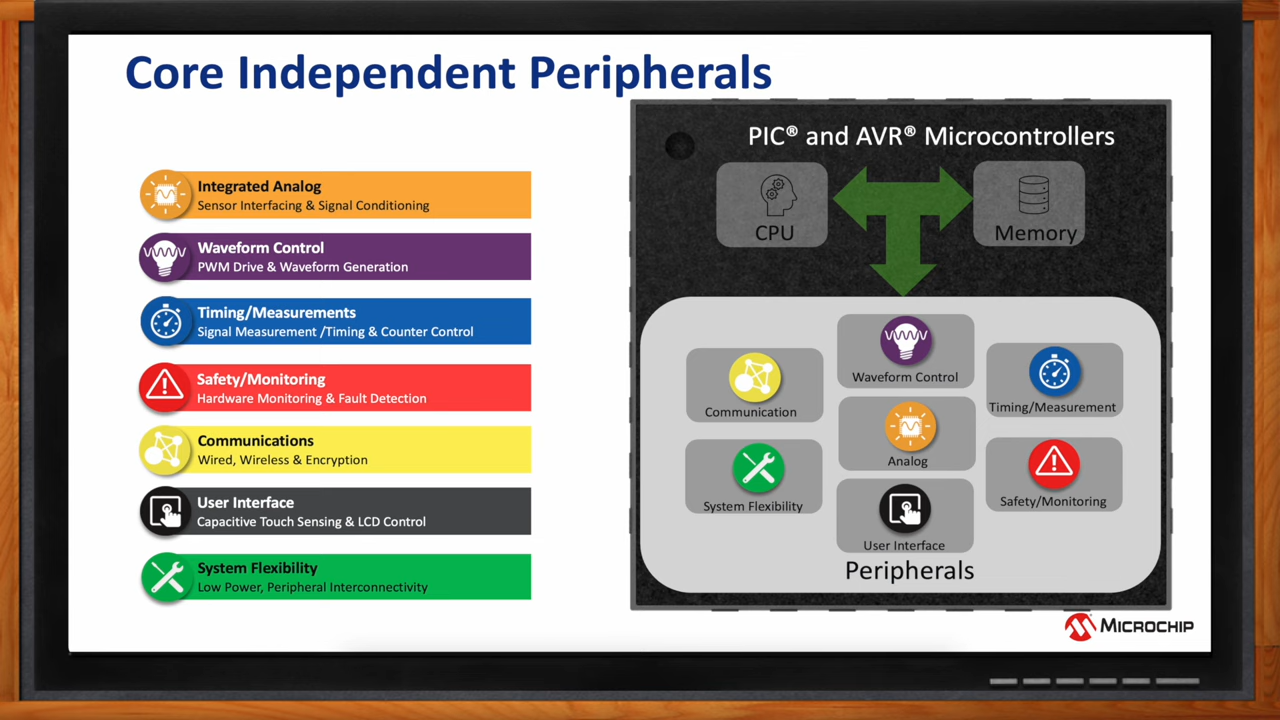 Core Independent Peripherals
Integrated Analog
Sensor Interfacing & Signal Conditioning
Waveform Control
PWM Drive & Waveform Generation
Timing/Measurements
Signal Measurement /Timing & Counter Control
Safety/Monitoring
Hardware Monitoring & Fault Detection
Communications
Wired, Wireless & Encryption
User Interface
Capacitive Touch Sensing & LCD Control
System Flexibility
Low Power, Peripheral Interconnectivity
PIC® and AVR® Microcontrollers
CPU
Memory
Waveform Control
Communication
Timing/Measurement
Analog
System Flexibility
Safety/Monitoring
User Interface
Peripherals
MICROCHIP